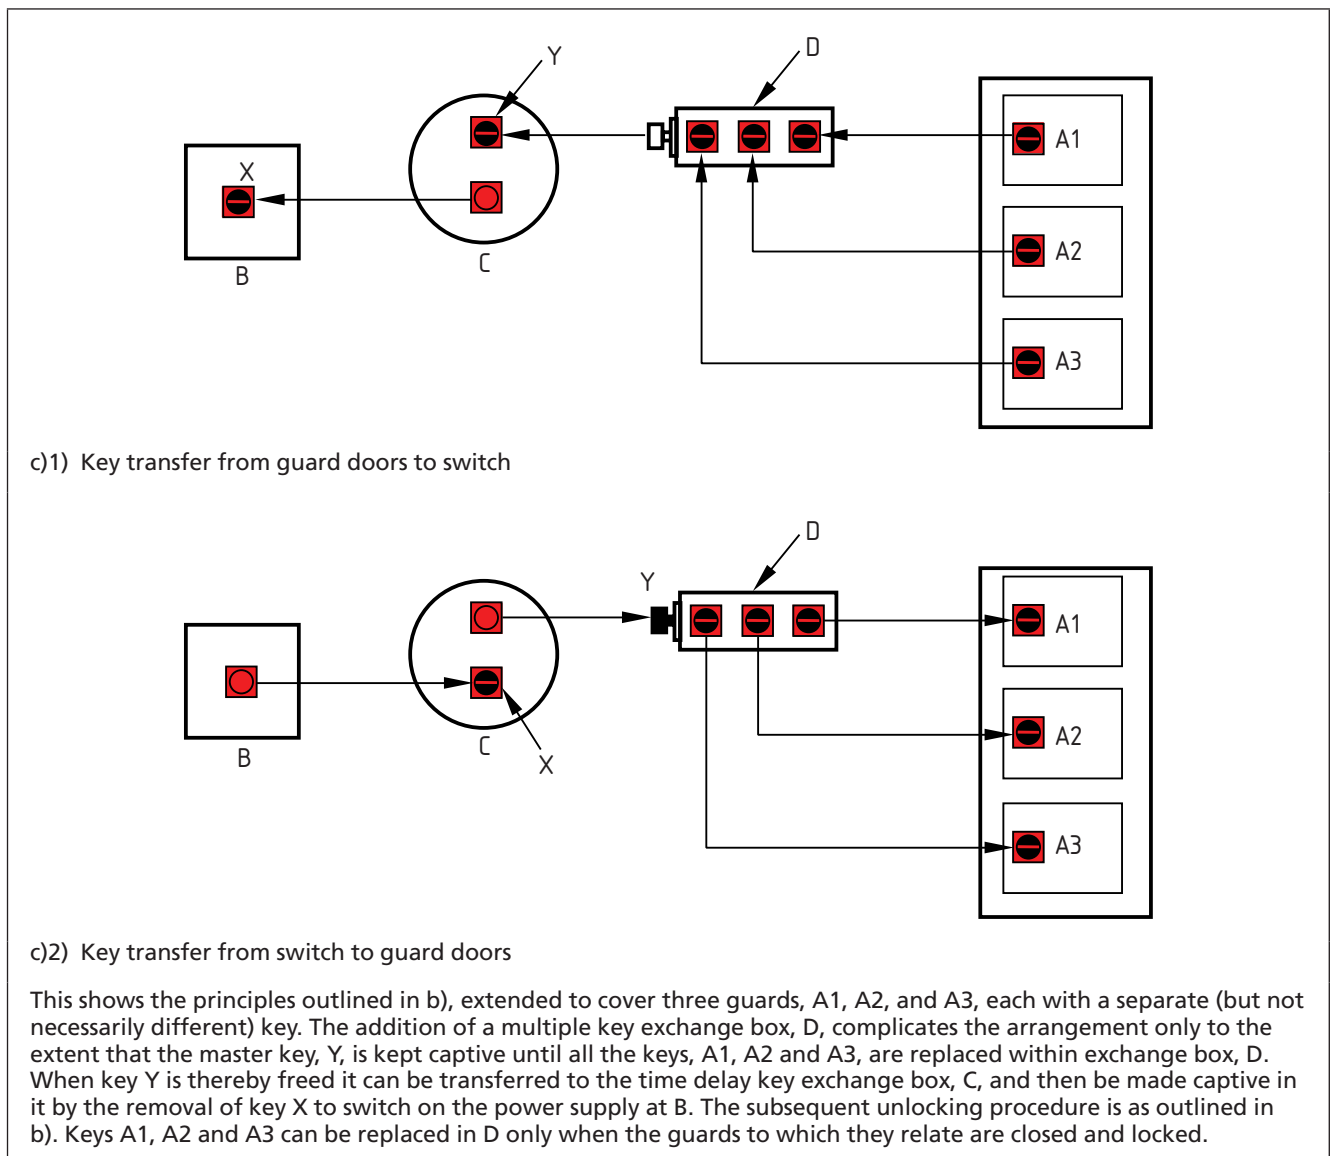 Y
D
X
A1
B
C
A2
A3
c)1) Key transfer from guard doors to switch
D
Y
A1
B
C
X
A2
A3
c)2) Key transfer from switch to guard doors
This shows the principles outlined in b), extended to cover three guards, A1, A2, and A3, each with a separate (but not
necessarily different) key. The addition of a multiple key exchange box, D, complicates the arrangement only to the
extent that the master key, Y, is kept captive until all the keys, A1, A2 and A3, are replaced within exchange box, D.
When key Y is thereby freed it can be transferred to the time delay key exchange box, C, and then be made captive in
it by the removal of key X to switch on the power supply at B. The subsequent unlocking procedure is as outlined in
b). Keys A1, A2 and A3 can be replaced in D only when the guards to which they relate are closed and locked.